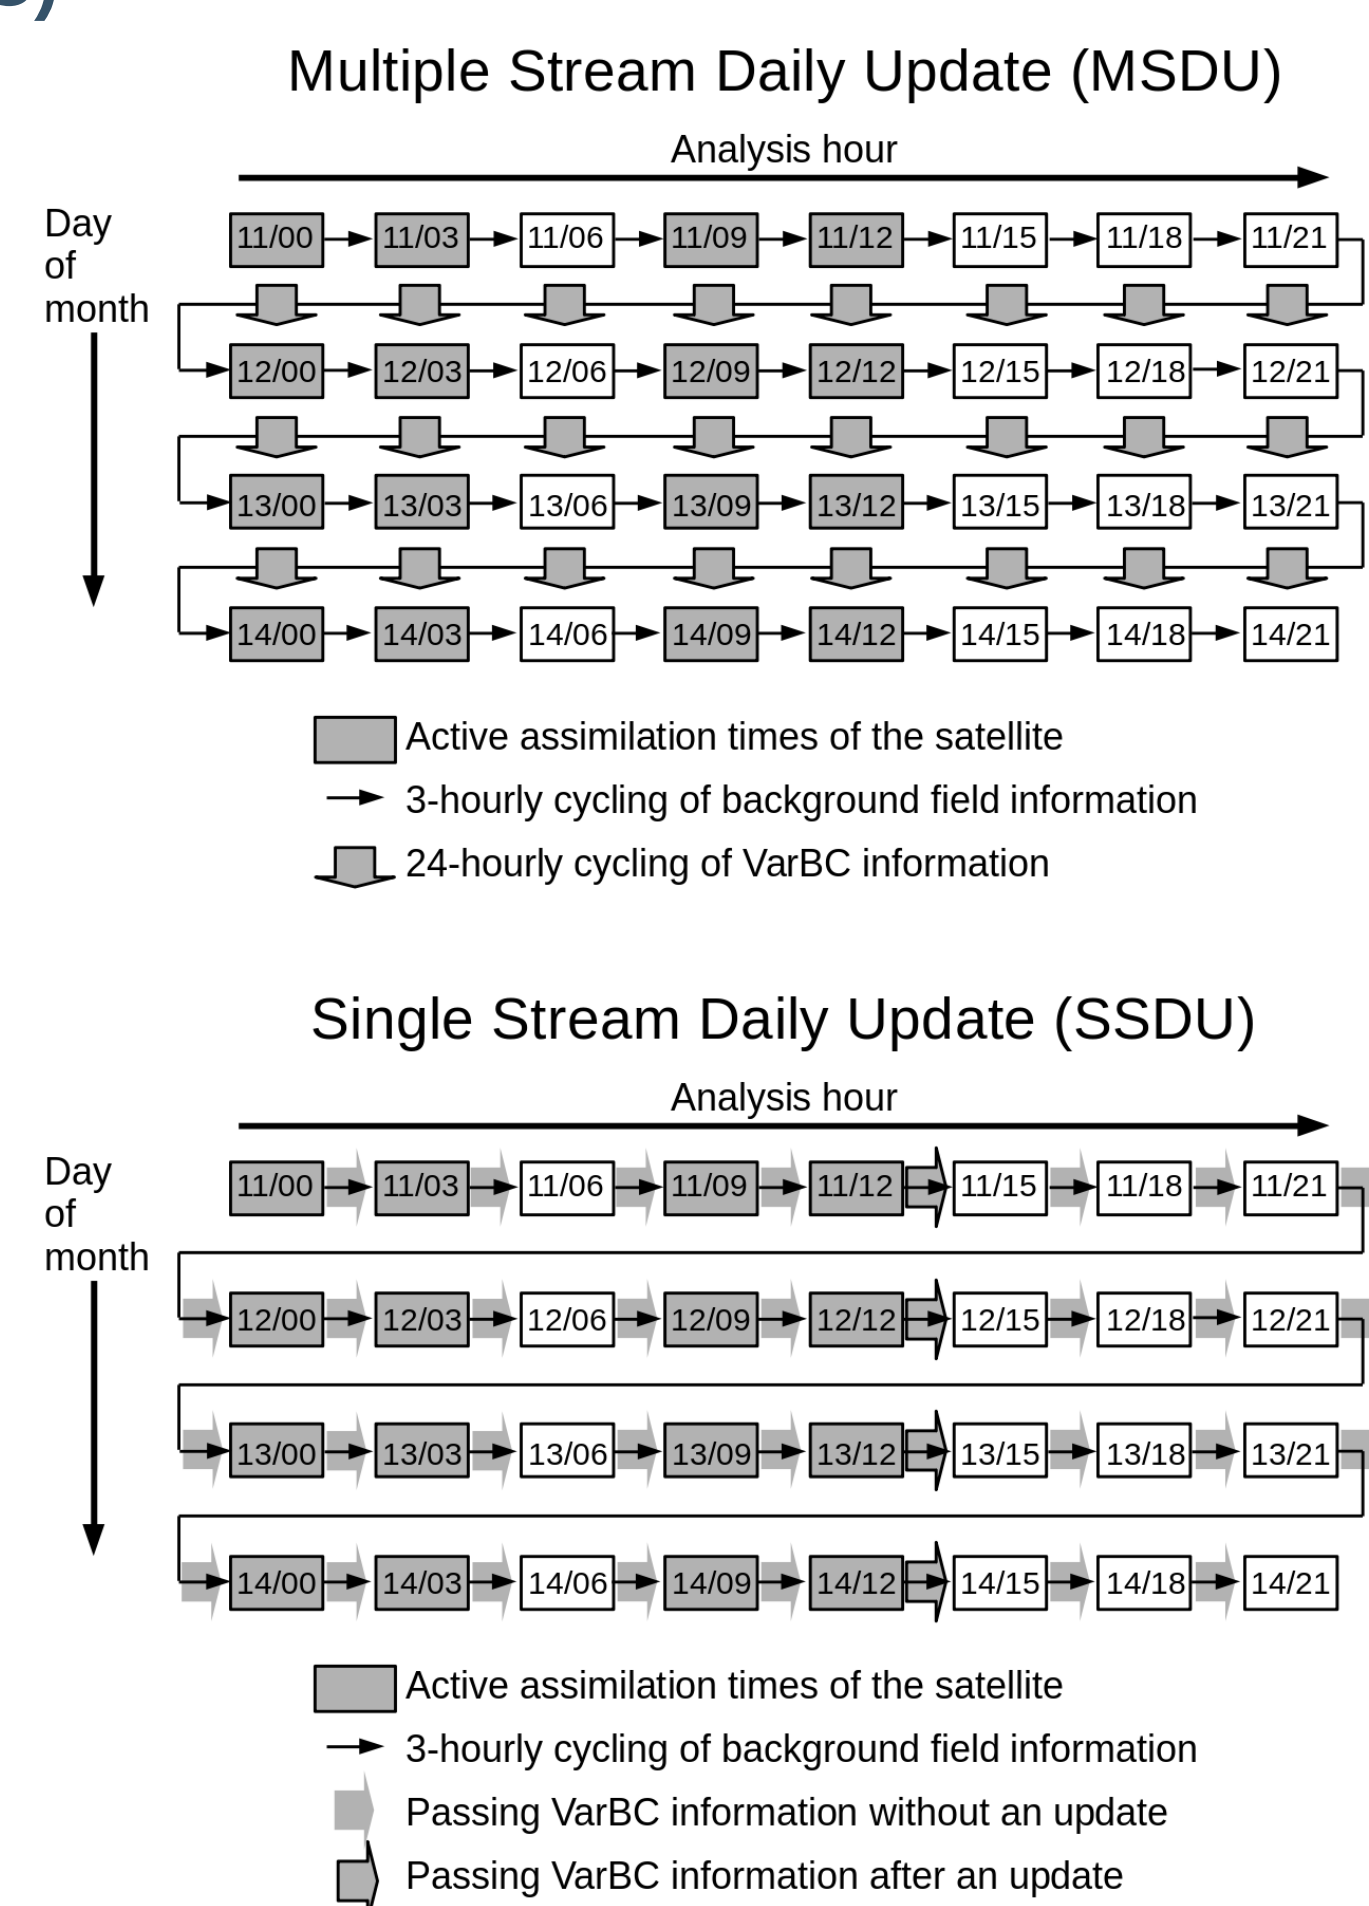 Multiple Stream Daily Update (MSDU)
Analysis hour
Day
of
month
11/00 11/03 11/06 11/09 11/12 11/15 11/18 11/21
12/00 12/03 12/06 12/09 12/12 12/15 12/18 12/21
13/00 13/03 13/06 13/09 13/12 13/15 13/18 13/21
14/00 14/03 14/06 14/09 14/12 14/15 14/18 14/21
Active assimilation times of the satellite
3-hourly cycling of background field information
24-hourly cycling of VarBC information
Single Stream Daily Update (SSDU)
Analysis hour
Day
of
month
11/00 11/03 11/06 11/09 11/12 11/15 11/18 11/21
12/00 12/03 12/06 12/09 12/12 12/15 12/18 12/21
13/00 13/03 13/06 13/09 13/12 13/15 13/18 13/21
14/00 14/03 14/06 14/09 14/12 14/15 14/18 14/21
Active assimilation times of the satellite
3-hourly cycling of background field information
Passing VarBC information without an update
Passing VarBC information after an update